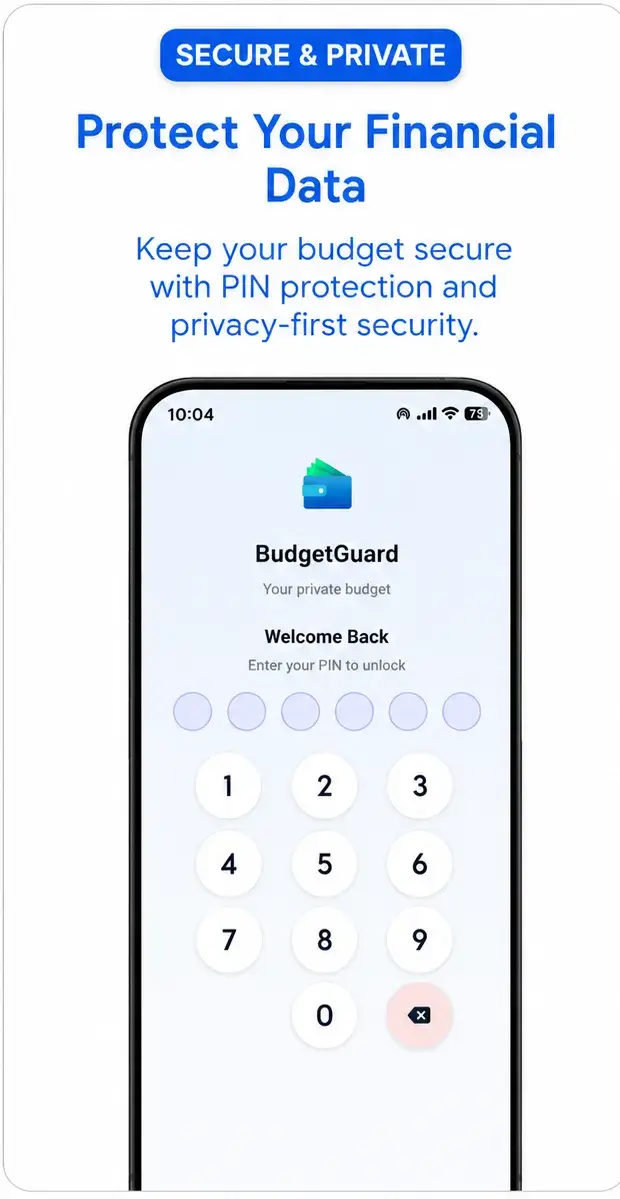 SECURE & PRIVATE
Protect Your Financial
Data
Keep your budget secure
with PIN protection and
privacy-first security.
10:04
73
BudgetGuard
Your private budget
Welcome Back
Enter your PIN to unlock
1 2 3
4 5 6
7 8 9
0